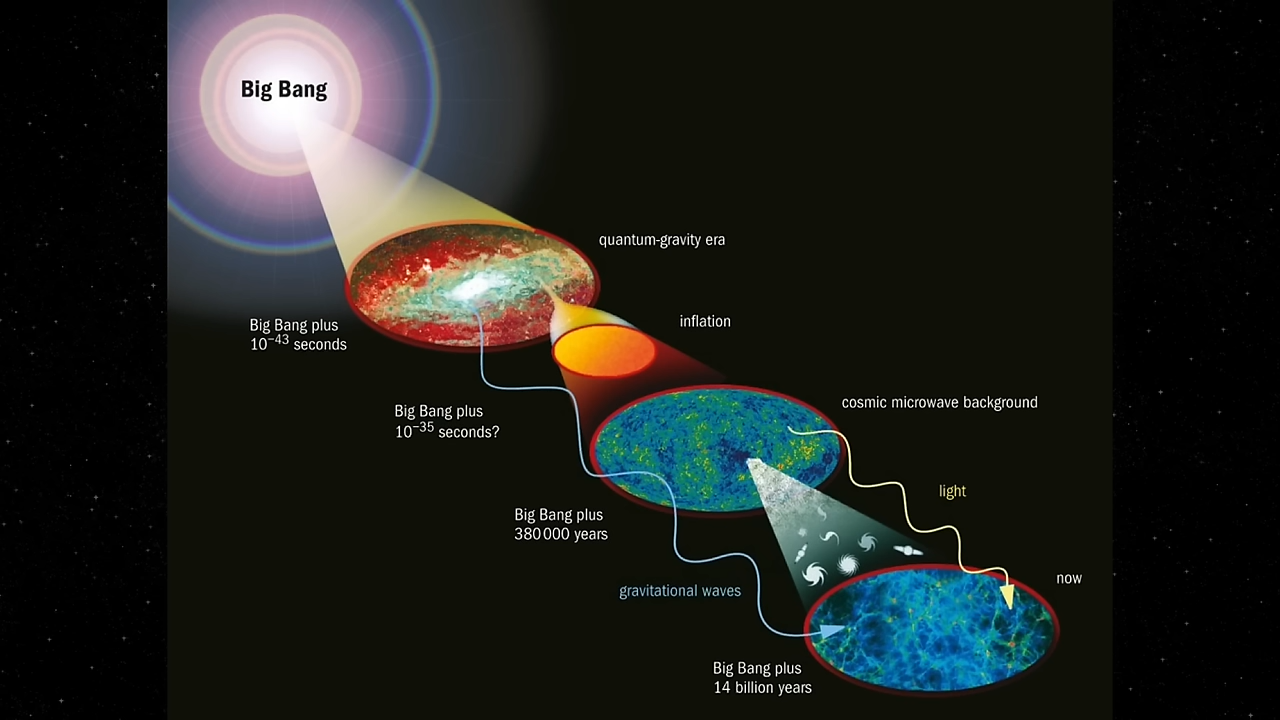 Big Bang
quantum-gravity era
Big Bang plus
10⁻⁴³ seconds
inflation
Big Bang plus
10⁻³⁵ seconds?
cosmic microwave background
light
Big Bang plus
380 000 years
gravitational waves
now
Big Bang plus
14 billion years